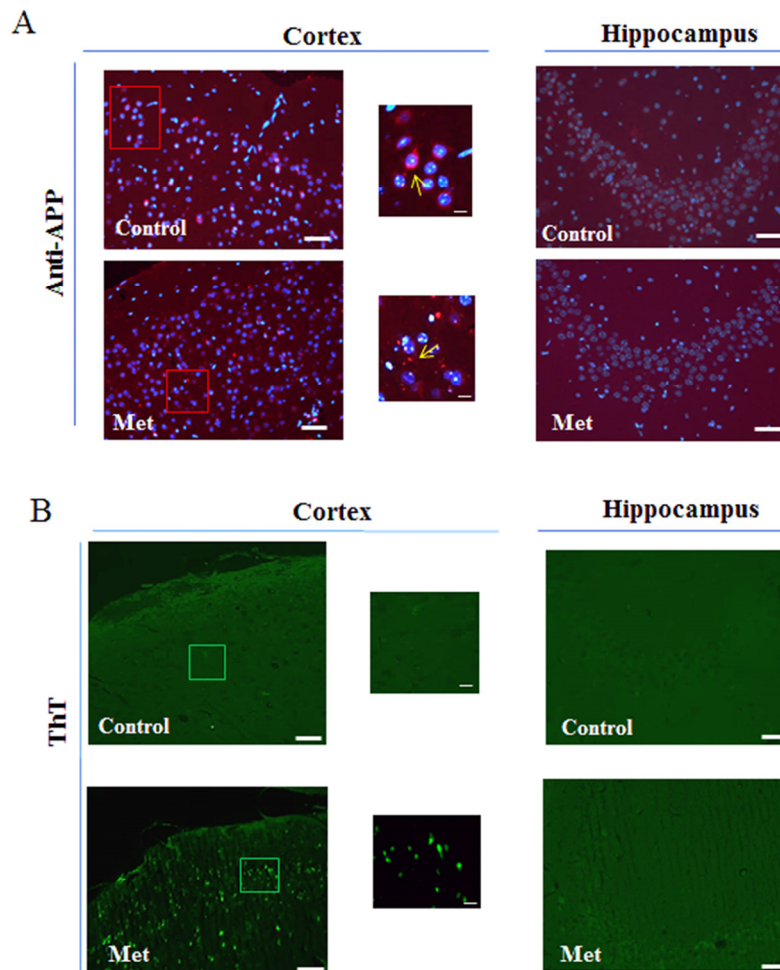 A
Cortex
Hippocampus
Anti-APP
Control
Control
Met
Met
B
Cortex
Hippocampus
ThT
Control
Control
Met
Met